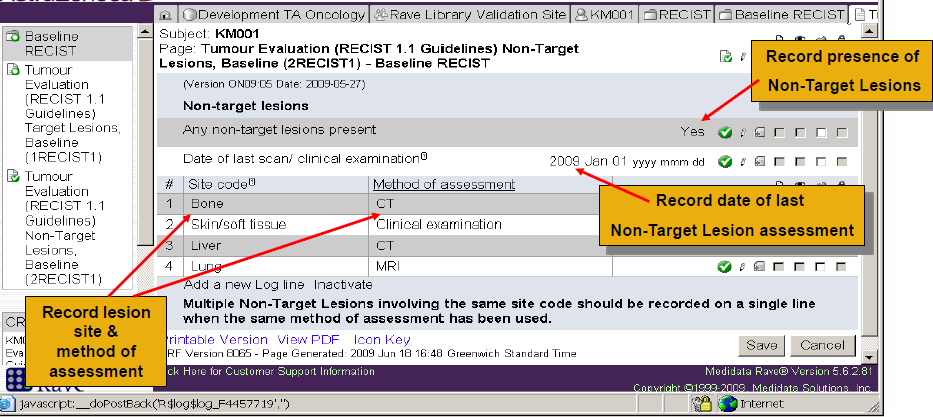 Development TA Oncology Rave Library Validation Site KM001 RECIST Baseline RECIST
Baseline
RECIST
Tumour
Evaluation
(RECIST 1.1
Guidelines)
Target Lesions,
Baseline
(1RECIST1)
Tumour
Evaluation
(RECIST 1.1
Guidelines)
Non-Target
Lesions,
Baseline
(2RECIST1)
Subject: KM001
Page: Tumour Evaluation (RECIST 1.1 Guidelines) Non-Target
Lesions, Baseline (2RECIST1) - Baseline RECIST
Record presence of
Non-Target Lesions
(Version ON09.05 Date: 2009-05-27)
Non-target lesions
Any non-target lesions present Yes
Date of last scan/ clinical examination 2009 Jan 01 yyyy mmm dd
# Site code Method of assessment
1 Bone CT
2 Skin/soft tissue Clinical examination
3 Liver CT
4 Lung MRI
Record date of last
Non-Target Lesion assessment
Add a new Log line Inactivate
Multiple Non-Target Lesions involving the same site code should be recorded on a single line
when the same method of assessment has been used.
Record lesion
site &
method of
assessment
View PDF Icon Key
CRF Version 8065 - Page Generated: 2009 Jun 18 16:48 Greenwich Standard Time
Save Cancel
Here for Customer Support Information
Medidata Rave® Version 5.6.2.81
Copyright ©1999-2009 Medidata Solutions, Inc.
Rave
javascript:__doPostBack('R$log$log_F4457719','')
Internet